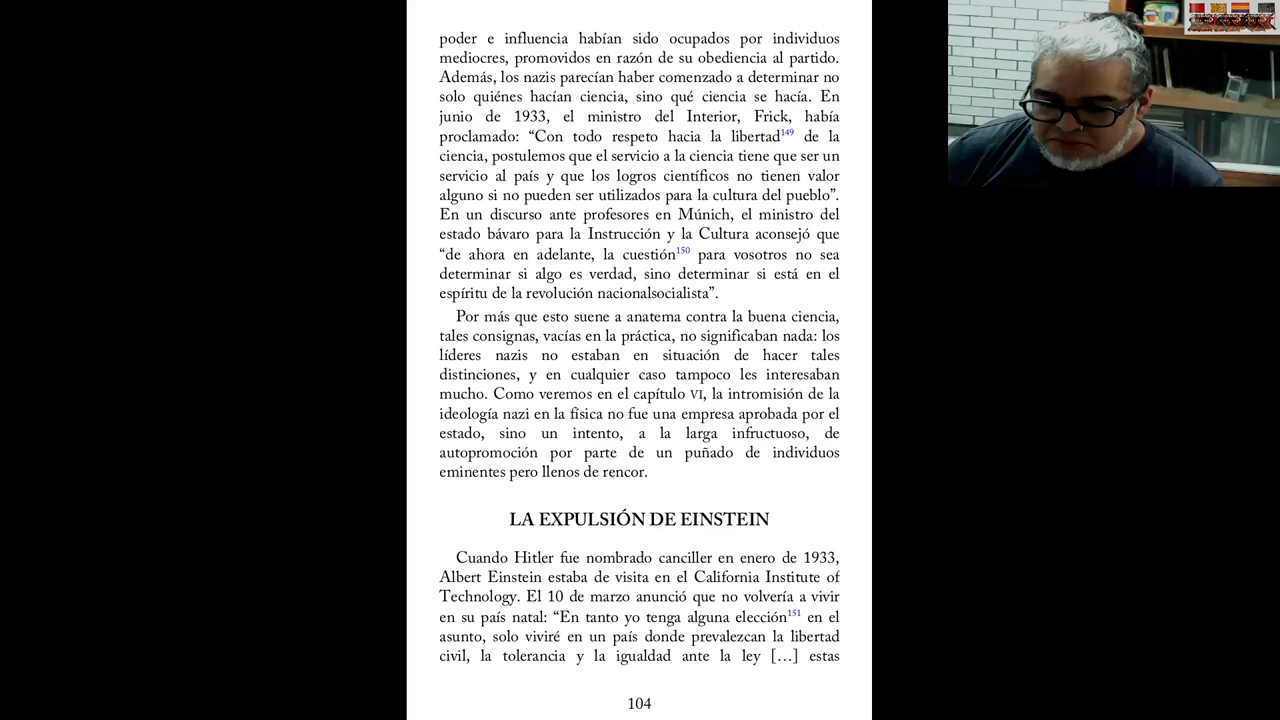 poder e influencia habían sido ocupados por individuos
mediocres, promovidos en razón de su obediencia al partido.
Además, los nazis parecían haber comenzado a determinar no
solo quiénes hacían ciencia, sino qué ciencia se hacía. En
junio de 1933, el ministro del Interior, Frick, había
proclamado: “Con todo respeto hacia la libertad149 de la
ciencia, postulemos que el servicio a la ciencia tiene que ser un
servicio al país y que los logros científicos no tienen valor
alguno si no pueden ser utilizados para la cultura del pueblo”.
En un discurso ante profesores en Múnich, el ministro del
estado bávaro para la Instrucción y la Cultura aconsejó que
“de ahora en adelante, la cuestión150 para vosotros no sea
determinar si algo es verdad, sino determinar si está en el
espíritu de la revolución nacionalsocialista”.
Por más que esto suene a anatema contra la buena ciencia,
tales consignas, vacías en la práctica, no significaban nada: los
líderes nazis no estaban en situación de hacer tales
distinciones, y en cualquier caso tampoco les interesaban
mucho. Como veremos en el capítulo VI, la intromisión de la
ideología nazi en la física no fue una empresa aprobada por el
estado, sino un intento, a la larga infructuoso, de
autopromoción por parte de un puñado de individuos
eminentes pero llenos de rencor.
LA EXPULSIÓN DE EINSTEIN
Cuando Hitler fue nombrado canciller en enero de 1933,
Albert Einstein estaba de visita en el California Institute of
Technology. El 10 de marzo anunció que no volvería a vivir
en su país natal: “En tanto yo tenga alguna elección151 en el
asunto, solo viviré en un país donde prevalezcan la libertad
civil, la tolerancia y la igualdad ante la ley […] estas
104